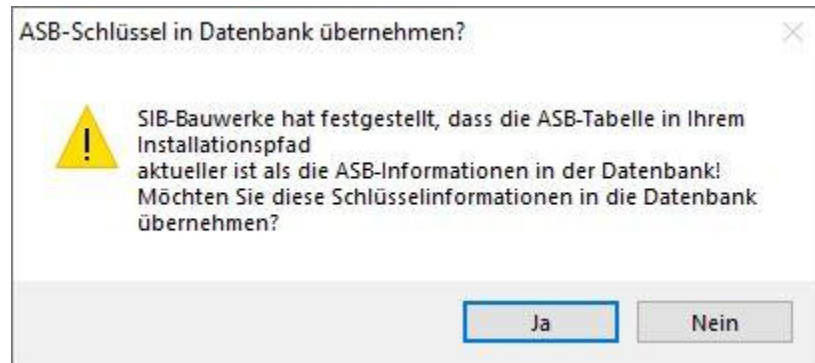 ASB-Schlüssel in Datenbank übernehmen?
SIB-Bauwerke hat festgestellt, dass die ASB-Tabelle in Ihrem
Installationspfad
aktueller ist als die ASB-Informationen in der Datenbank!
Möchten Sie diese Schlüsselinformationen in die Datenbank
übernehmen?
Ja Nein